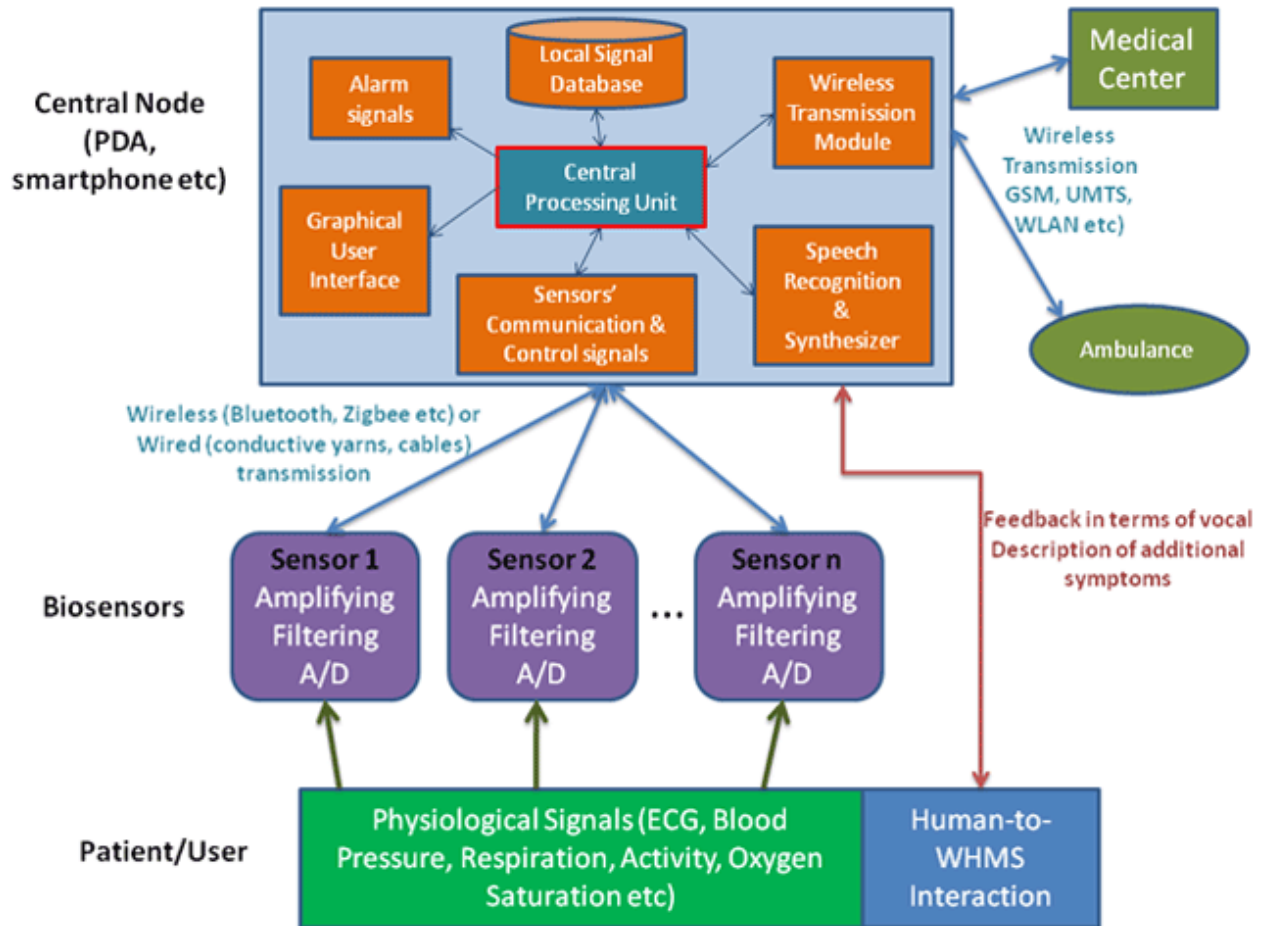 Central Node
(PDA,
smartphone etc)
Alarm
signals
Local Signal
Database
Wireless
Transmission
Module
Central
Processing Unit
Graphical
User
Interface
Sensors’
Communication &
Control signals
Speech
Recognition
&
Synthesizer
Medical
Center
Wireless
Transmission
GSM, UMTS,
WLAN etc)
Ambulance
Wireless (Bluetooth, Zigbee etc) or
Wired (conductive yarns, cables)
transmission
Feedback in terms of vocal
Description of additional
symptoms
Biosensors
Sensor 1
Amplifying
Filtering
A/D
Sensor 2
Amplifying
Filtering
A/D
...
Sensor n
Amplifying
Filtering
A/D
Patient/User
Physiological Signals (ECG, Blood
Pressure, Respiration, Activity, Oxygen
Saturation etc)
Human-to-
WHMS
Interaction